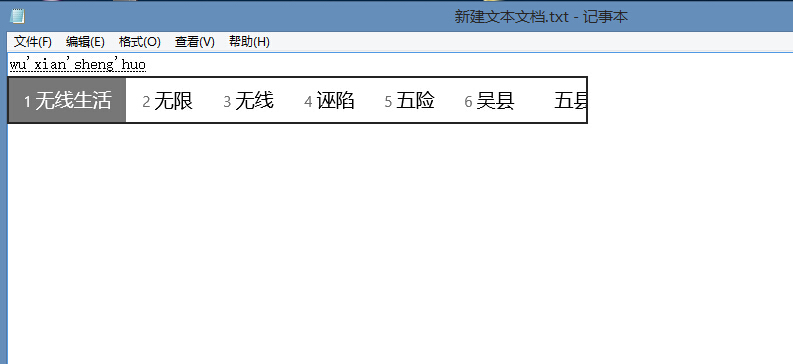 新建文本文档.txt - 记事本
文件(F) 编辑(E) 格式(O) 查看(V) 帮助(H)
wu'xian'sheng'huo
1 无线生活 2 无限 3 无线 4 诬陷 5 五险 6 吴县 五县